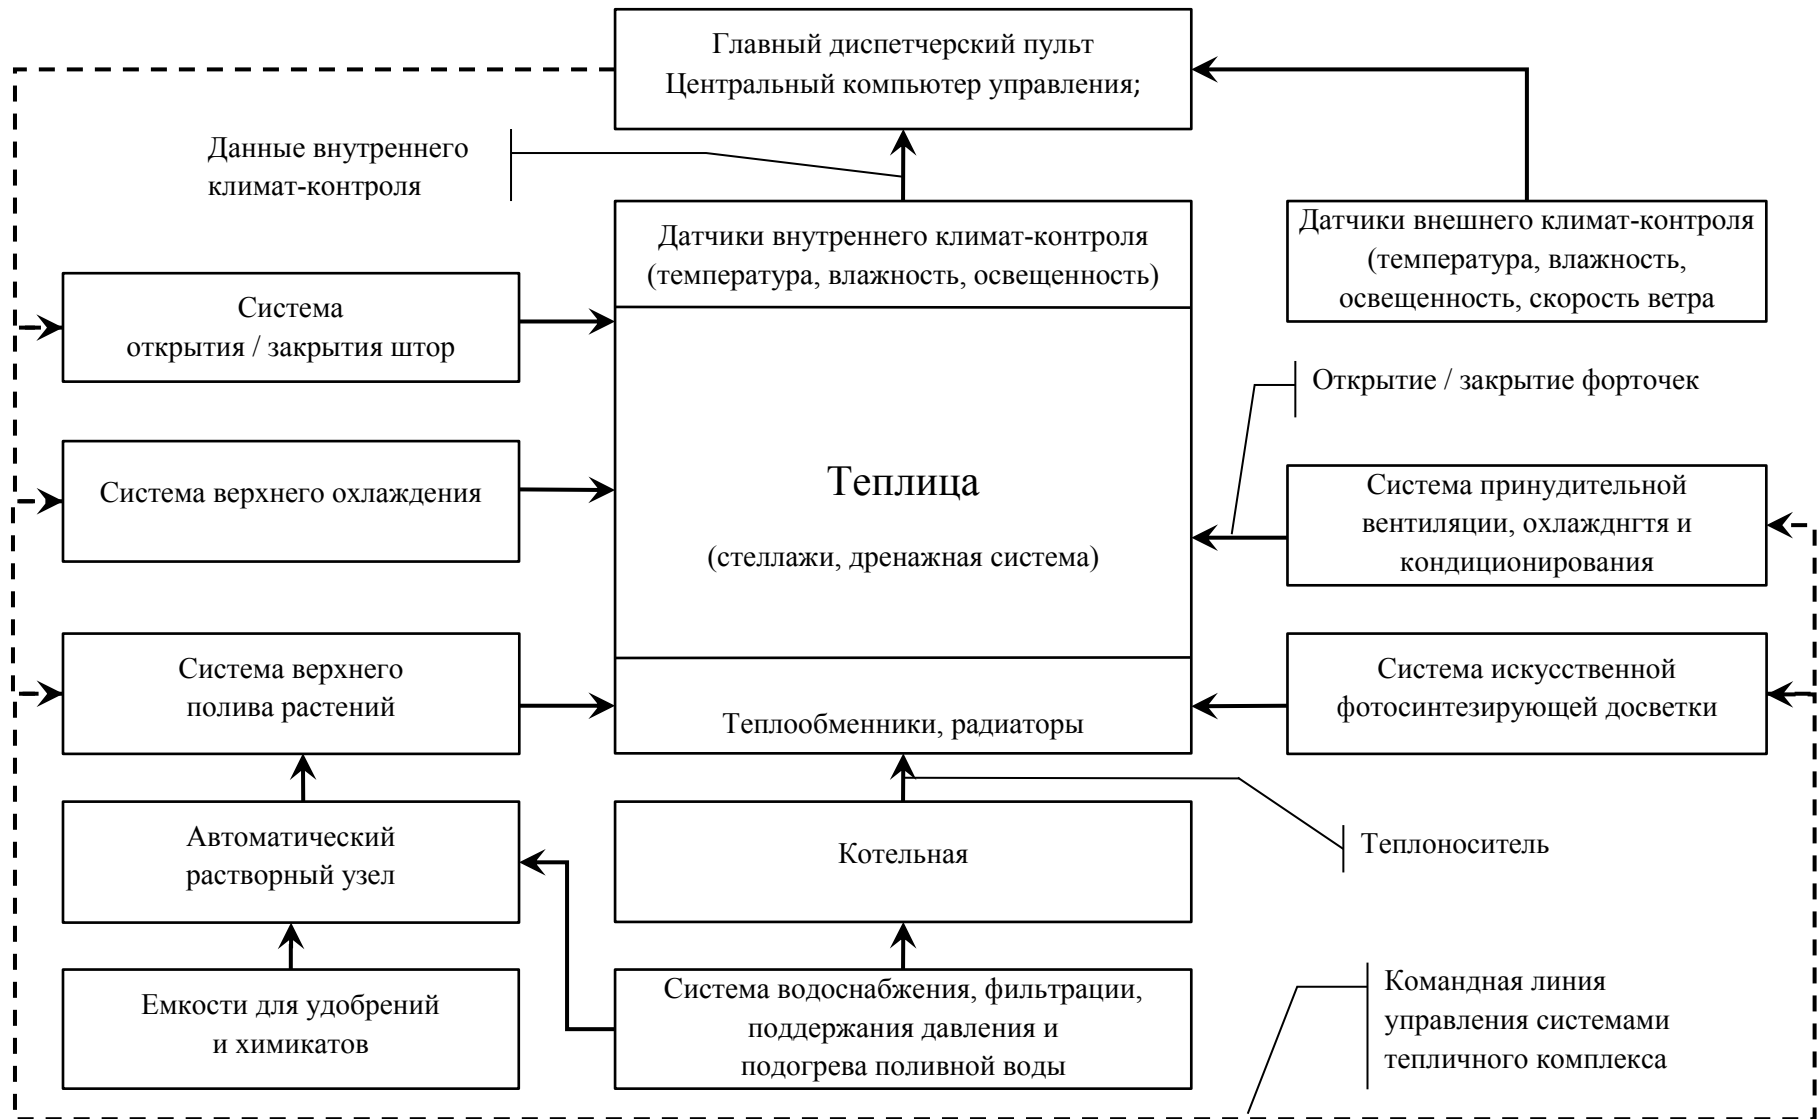 Главный диспетчерский пульт
Центральный компьютер управления;
Данные внутреннего
климат-контроля
Датчики внутреннего климат-контроля
(температура, влажность, освещенность)
Датчики внешнего климат-контроля
(температура, влажность,
освещенность, скорость ветра
Система
открытия / закрытия штор
Открытие / закрытие форточек
Система верхнего охлаждения
Теплица
(стеллажи, дренажная система)
Система принудительной
вентиляции, охлажднгтя и
кондиционирования
Система верхнего
полива растений
Теплообменники, радиаторы
Система искусственной
фотосинтезирующей досветки
Автоматический
растворный узел
Котельная
Теплоноситель
Емкости для удобрений
и химикатов
Система водоснабжения, фильтрации,
поддержания давления и
подогрева поливной воды
Командная линия
управления системами
тепличного комплекса